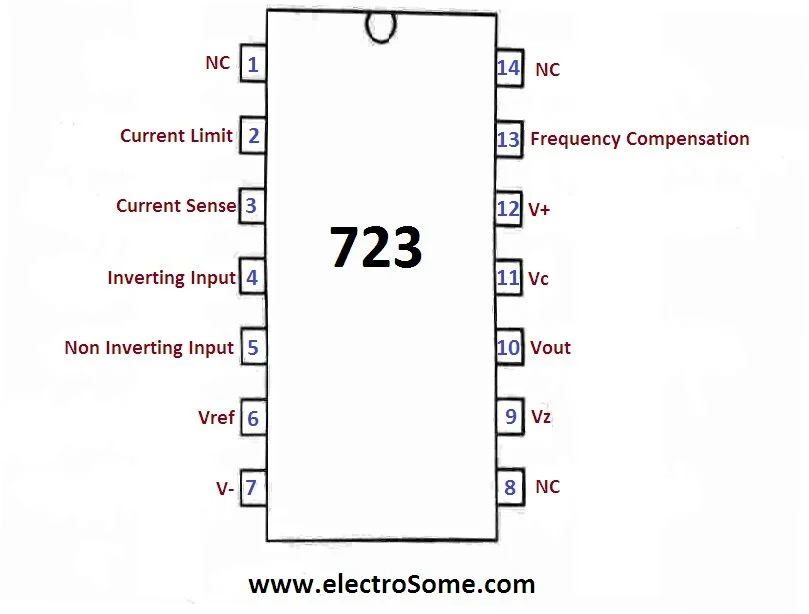 NC 1 14 NC
Current Limit 2 13 Frequency Compensation
Current Sense 3 12 V+
723
Inverting Input 4 11 Vc
Non Inverting Input 5 10 Vout
Vref 6 9 Vz
V- 7 8 NC
www.electroSome.com